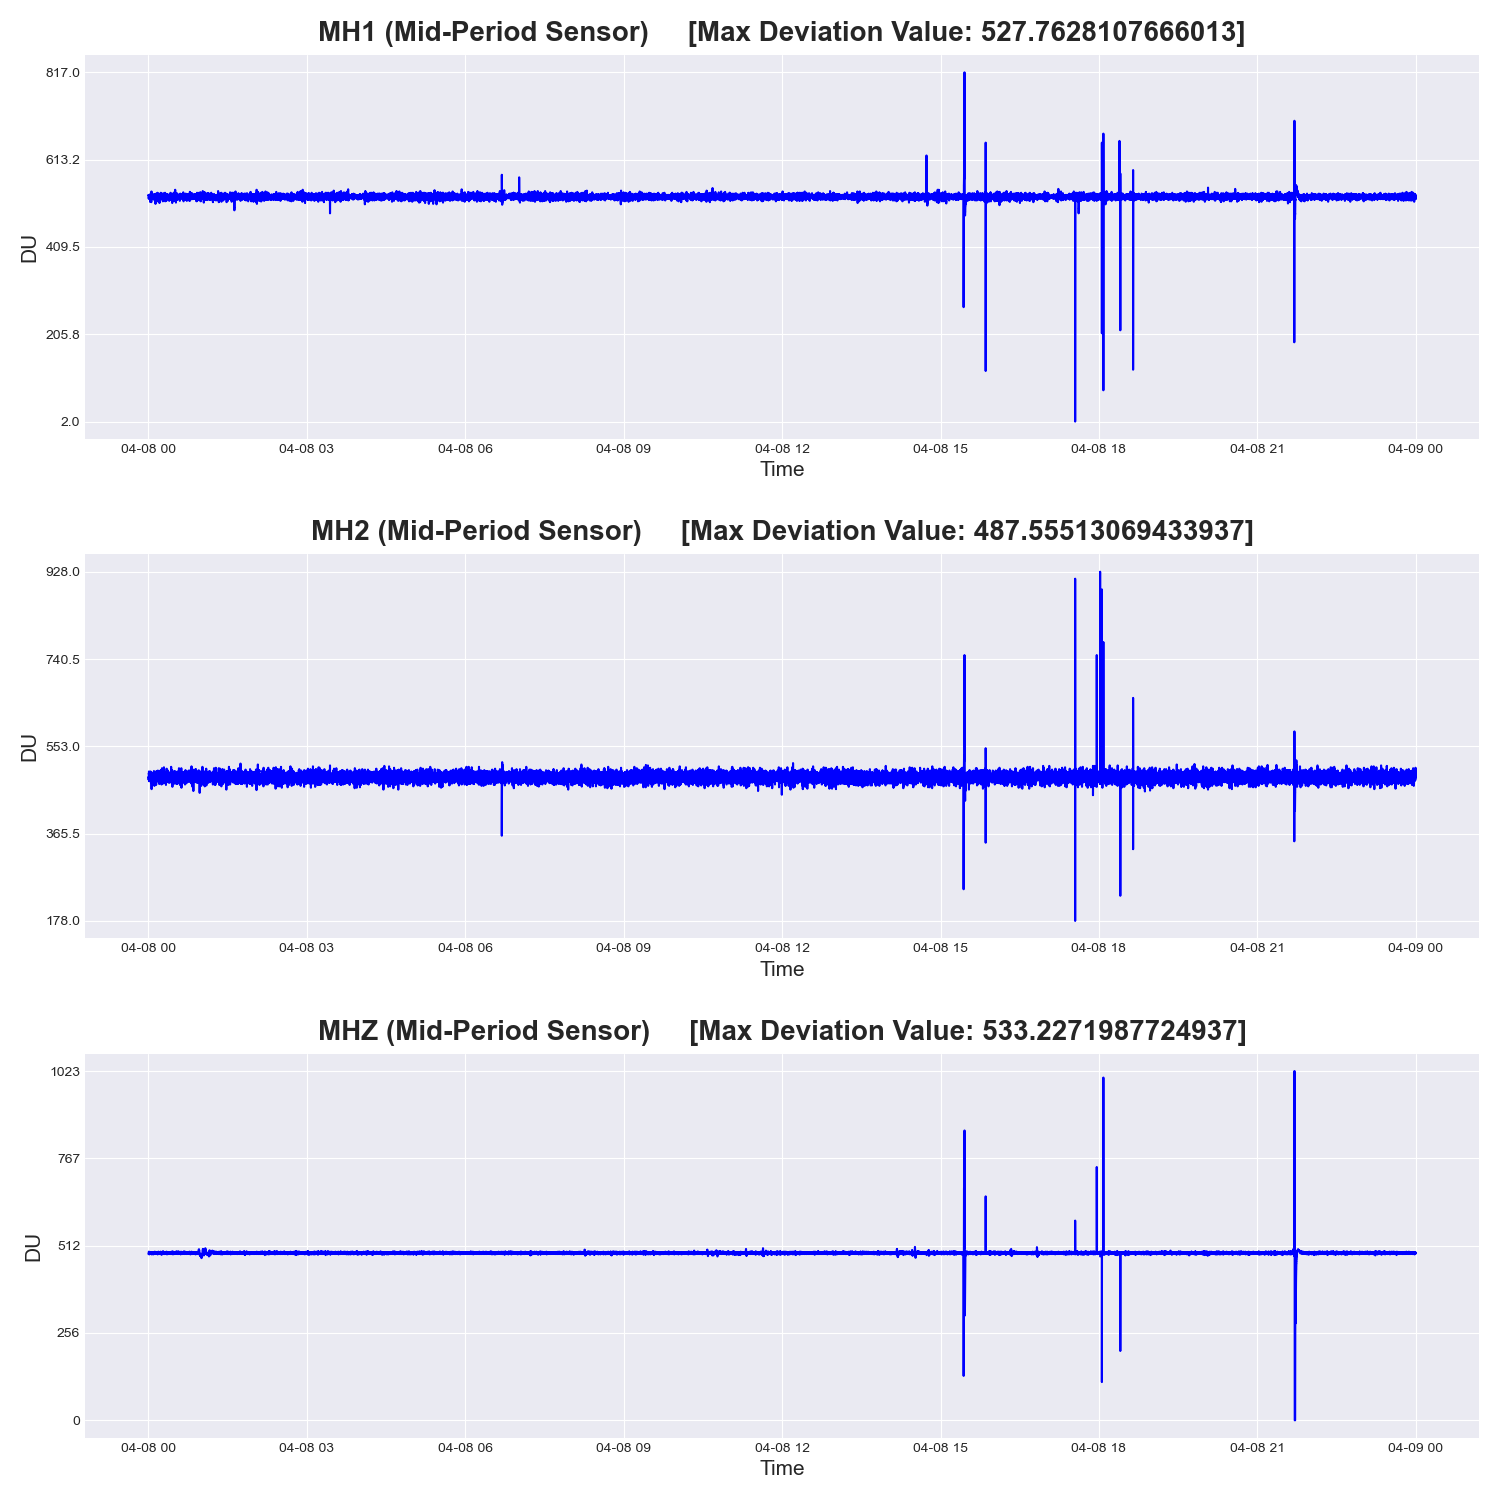 MH1 (Mid-Period Sensor) [Max Deviation Value: 527.7628107666013]
817.0
613.2
409.5
205.8
2.0
DU
04-08 00 04-08 03 04-08 06 04-08 09 04-08 12 04-08 15 04-08 18 04-08 21 04-09 00
Time
MH2 (Mid-Period Sensor) [Max Deviation Value: 487.55513069433937]
928.0
740.5
553.0
365.5
178.0
DU
04-08 00 04-08 03 04-08 06 04-08 09 04-08 12 04-08 15 04-08 18 04-08 21 04-09 00
Time
MHZ (Mid-Period Sensor) [Max Deviation Value: 533.2271987724937]
1023
767
512
256
0
DU
04-08 00 04-08 03 04-08 06 04-08 09 04-08 12 04-08 15 04-08 18 04-08 21 04-09 00
Time